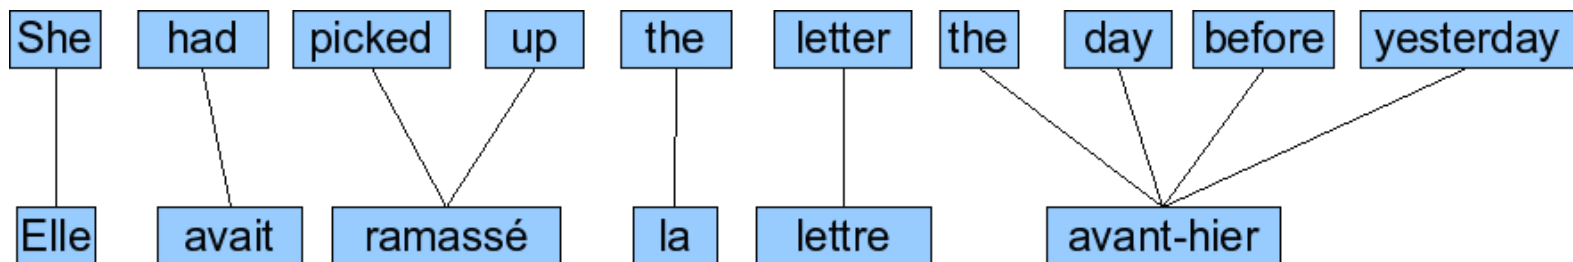 She had picked up the letter the day before yesterday
Elle avait ramassé la lettre avant-hier